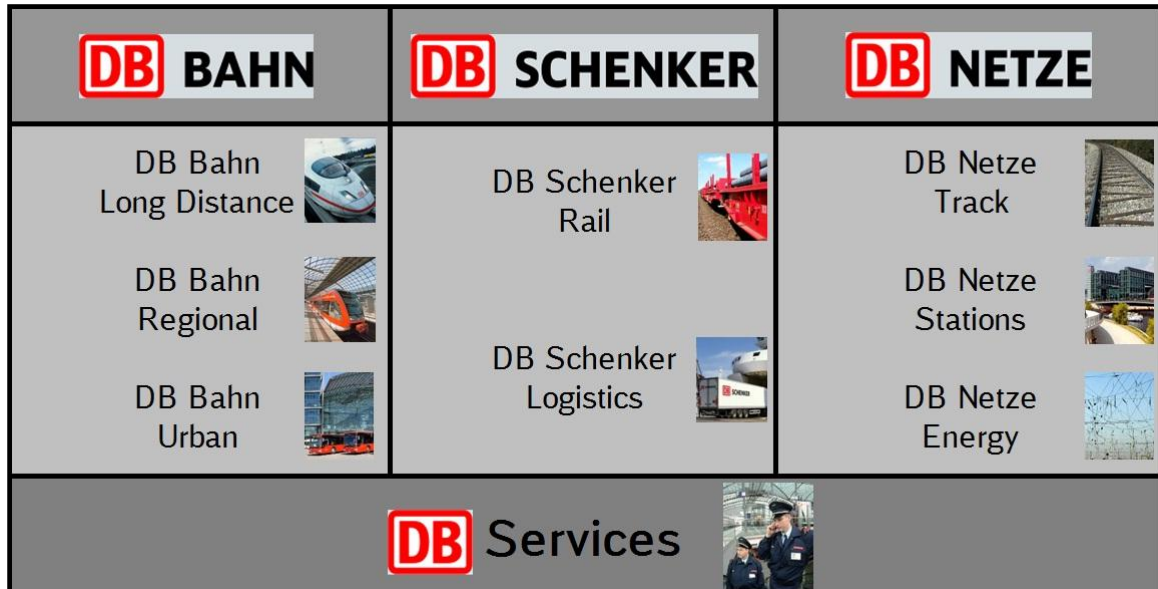 DB BAHN
DB SCHENKER
DB NETZE
DB Bahn
Long Distance
DB Bahn
Regional
DB Bahn
Urban
DB Schenker
Rail
DB Schenker
Logistics
SCHENKER
DB Netze
Track
DB Netze
Stations
DB Netze
Energy
DB Services